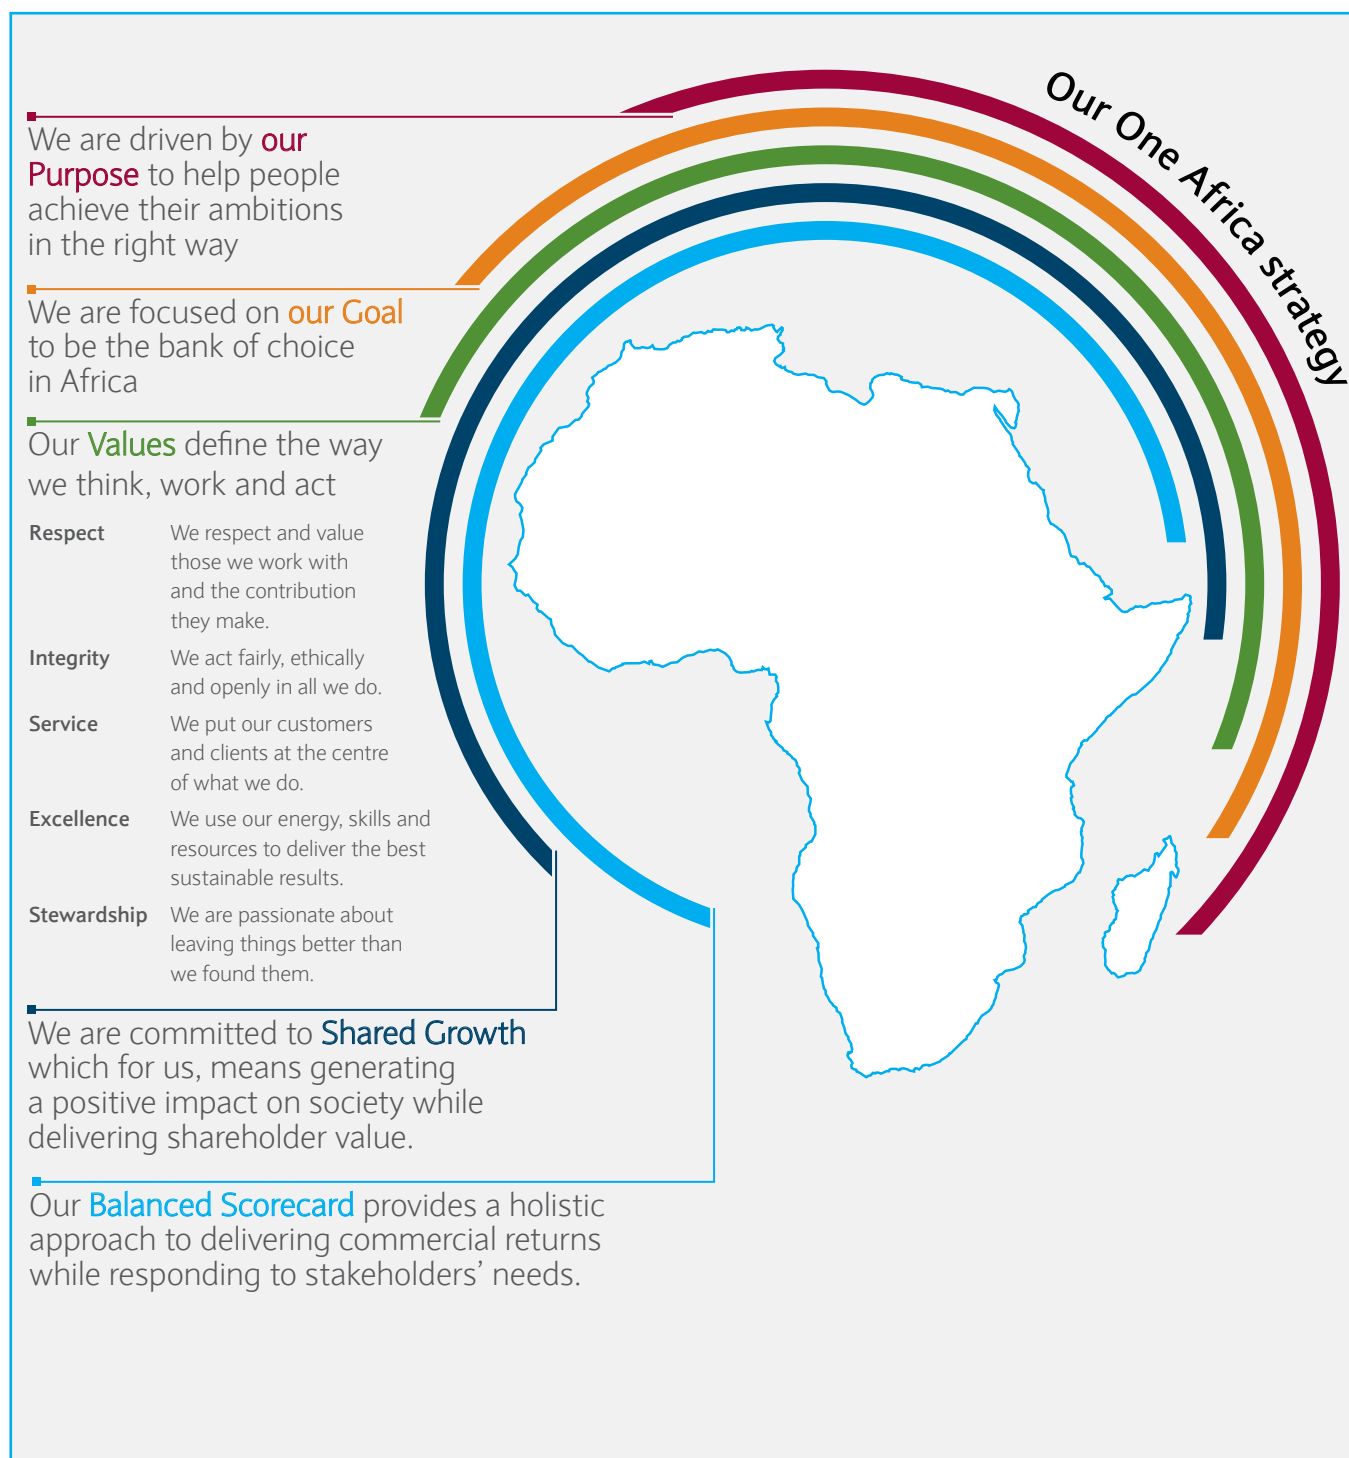 Our One Africa strategy
We are driven by our
Purpose to help people
achieve their ambitions
in the right way
We are focused on our Goal
to be the bank of choice
in Africa
Our Values define the way
we think, work and act
Respect We respect and value
those we work with
and the contribution
they make.
Integrity We act fairly, ethically
and openly in all we do.
Service We put our customers
and clients at the centre
of what we do.
Excellence We use our energy, skills and
resources to deliver the best
sustainable results.
Stewardship We are passionate about
leaving things better than
we found them.
We are committed to Shared Growth
which for us, means generating
a positive impact on society while
delivering shareholder value.
Our Balanced Scorecard provides a holistic
approach to delivering commercial returns
while responding to stakeholders’ needs.